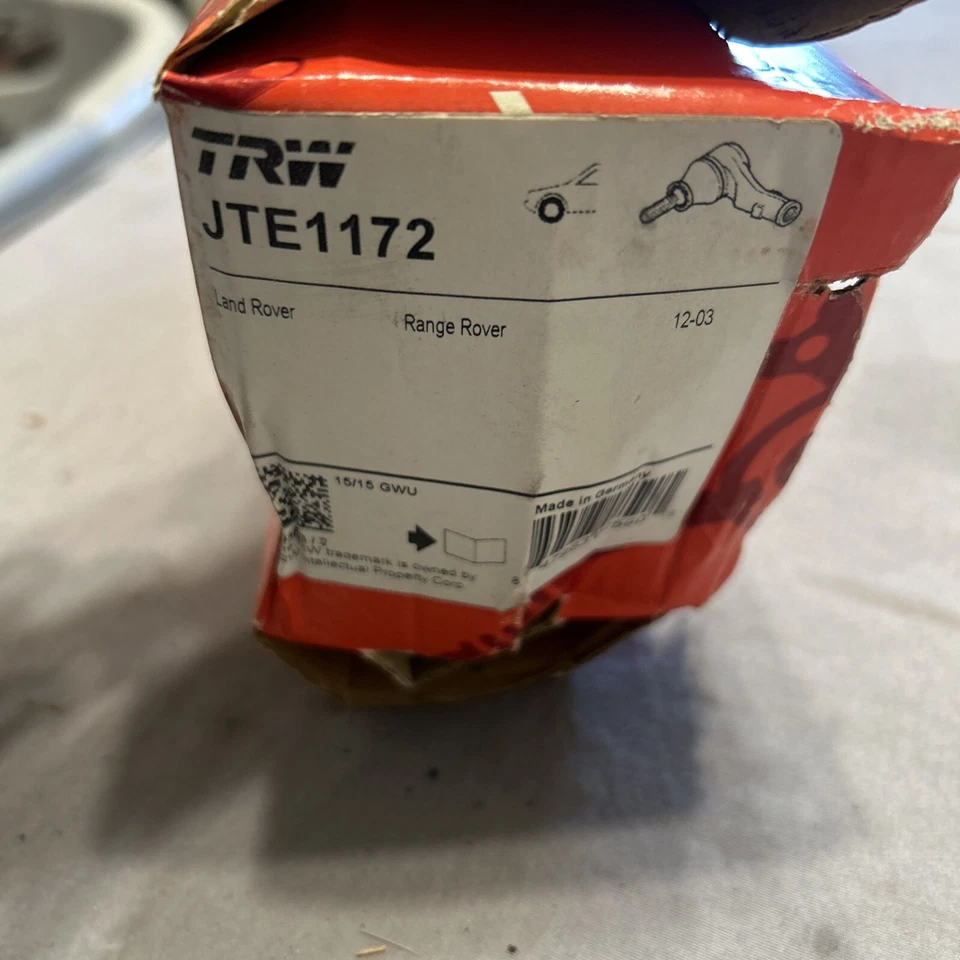 TRW
JTE1172
Land Rover Range Rover 12-03
15/15 GWU
Made in Germany
trademark is owned by
Intellectual Property Corp